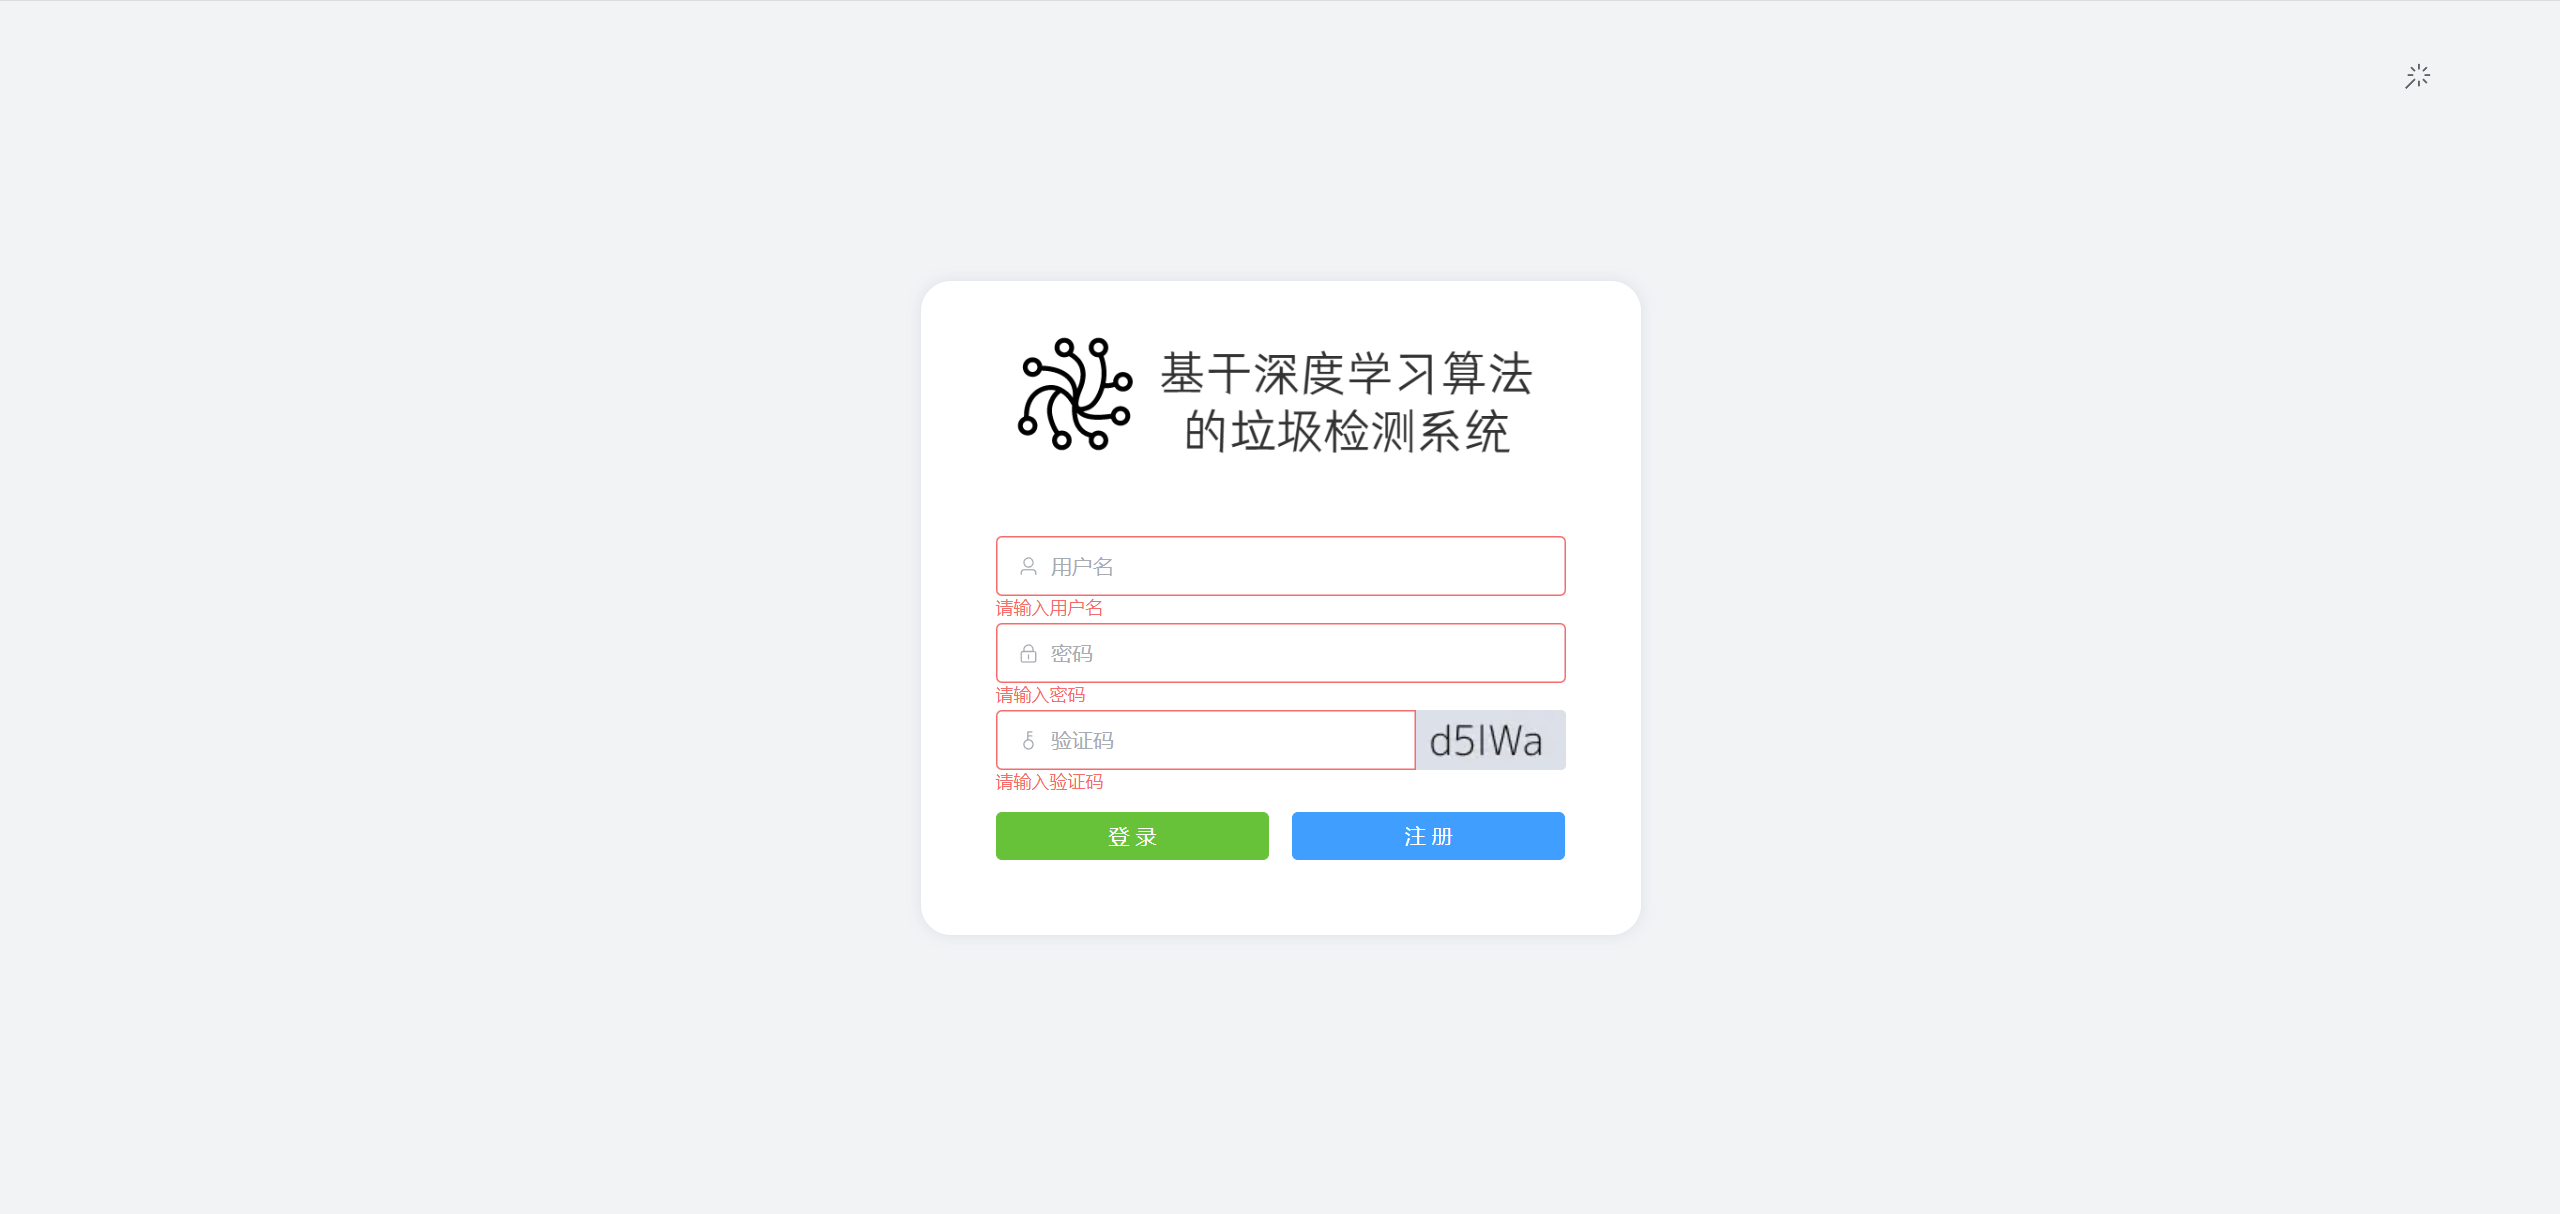 基于深度学习算法
的垃圾检测系统
用户名
请输入用户名
密码
请输入密码
验证码
d5IWa
请输入验证码
登 录
注 册